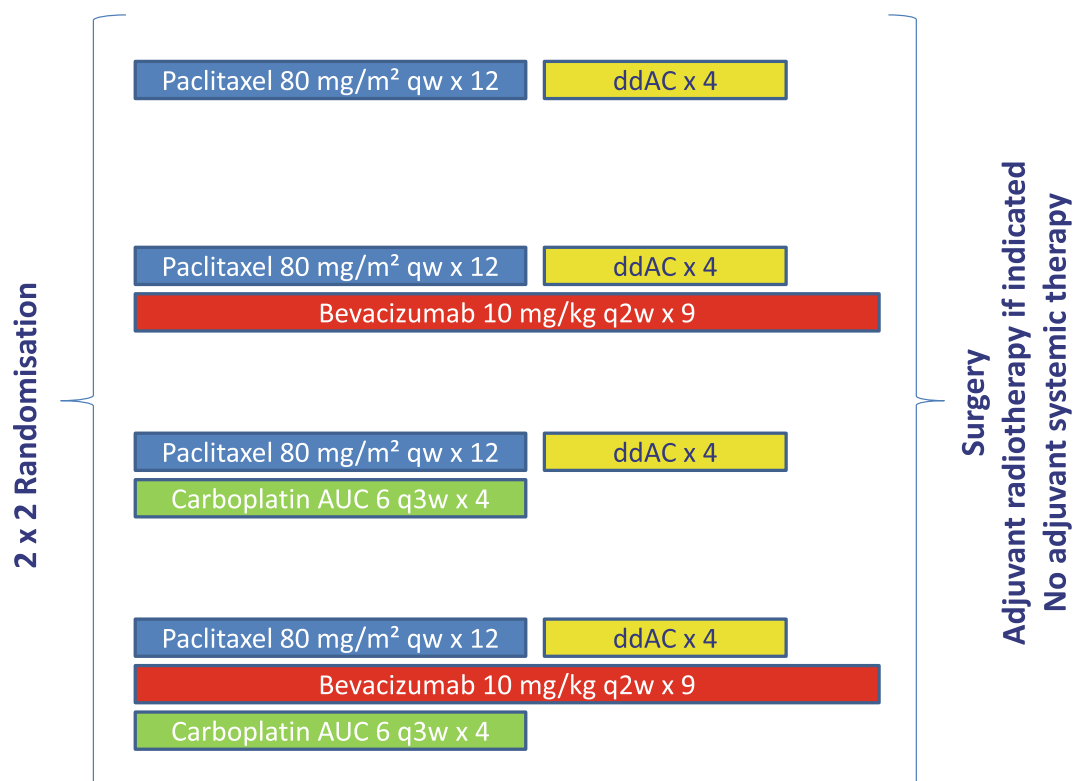 2 x 2 Randomisation
Paclitaxel 80 mg/m² qw x 12
ddAC x 4
Paclitaxel 80 mg/m² qw x 12
ddAC x 4
Bevacizumab 10 mg/kg q2w x 9
Paclitaxel 80 mg/m² qw x 12
ddAC x 4
Carboplatin AUC 6 q3w x 4
Paclitaxel 80 mg/m² qw x 12
ddAC x 4
Bevacizumab 10 mg/kg q2w x 9
Carboplatin AUC 6 q3w x 4
Surgery
Adjuvant radiotherapy if indicated
No adjuvant systemic therapy